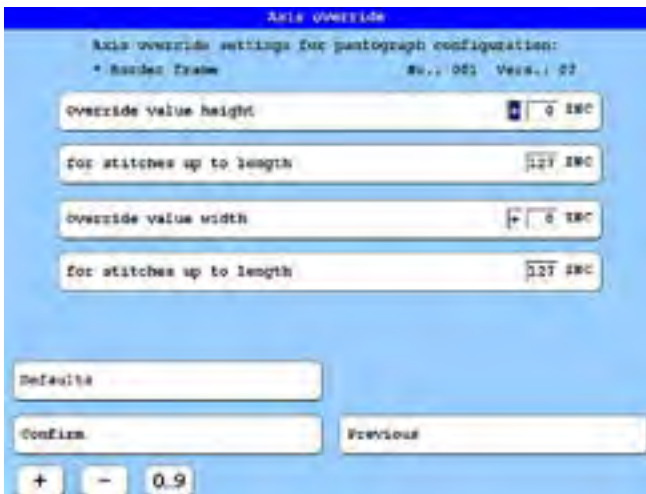 Axis override
Axis override settings for pantograph configuration:
* Border frame No.: 001 Vers.: 03
Override value height + 0 INC
for stitches up to length 127 INC
Override value width + 0 INC
for stitches up to length 127 INC
Defaults
Confirm Previous
+ - 0..9